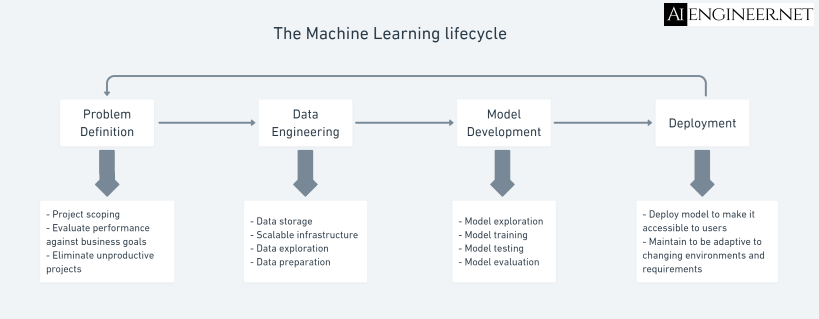 AI ENGINEER.NET
The Machine Learning lifecycle
Problem
Definition
Data
Engineering
Model
Development
Deployment
- Project scoping
- Evaluate performance
against business goals
- Eliminate unproductive
projects
- Data storage
- Scalable infrastructure
- Data exploration
- Data preparation
- Model exploration
- Model training
- Model testing
- Model evaluation
- Deploy model to make it
accessible to users
- Maintain to be adaptive to
changing environments and
requirements